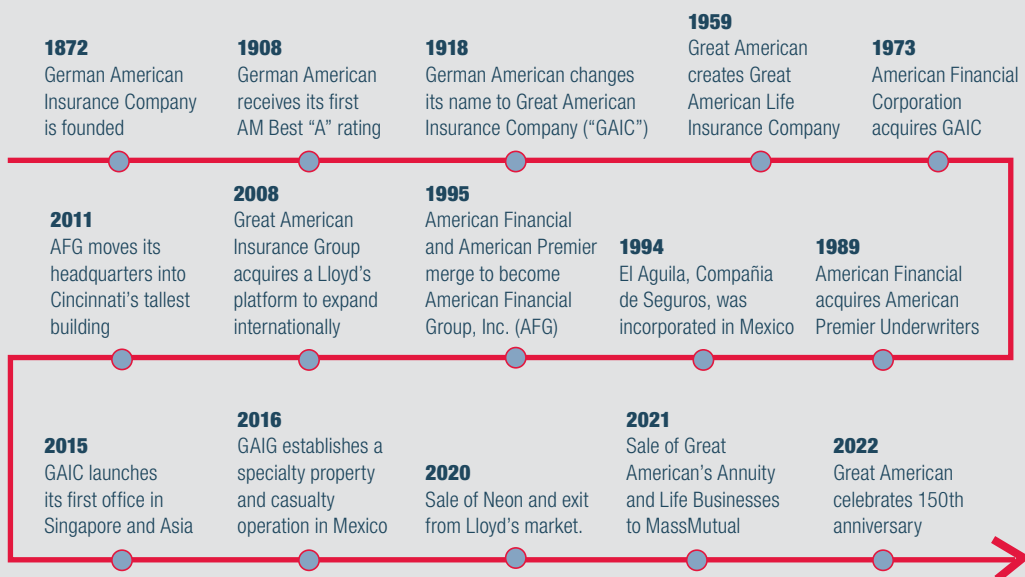 1872
German American
Insurance Company
is founded
1908
German American
receives its first
AM Best “A” rating
1918
German American changes
its name to Great American
Insurance Company (“GAIC”)
1959
Great American
creates Great
American Life
Insurance Company
1973
American Financial
Corporation
acquires GAIC
1989
American Financial
acquires American
Premier Underwriters
1994
El Aguila, Compañia
de Seguros, was
incorporated in Mexico
1995
American Financial
and American Premier
merge to become
American Financial
Group, Inc. (AFG)
2008
Great American
Insurance Group
acquires a Lloyd’s
platform to expand
internationally
2011
AFG moves its
headquarters into
Cincinnati’s tallest
building
2015
GAIC launches
its first office in
Singapore and Asia
2016
GAIG establishes a
specialty property
and casualty
operation in Mexico
2020
Sale of Neon and exit
from Lloyd’s market.
2021
Sale of Great
American’s Annuity
and Life Businesses
to MassMutual
2022
Great American
celebrates 150th
anniversary